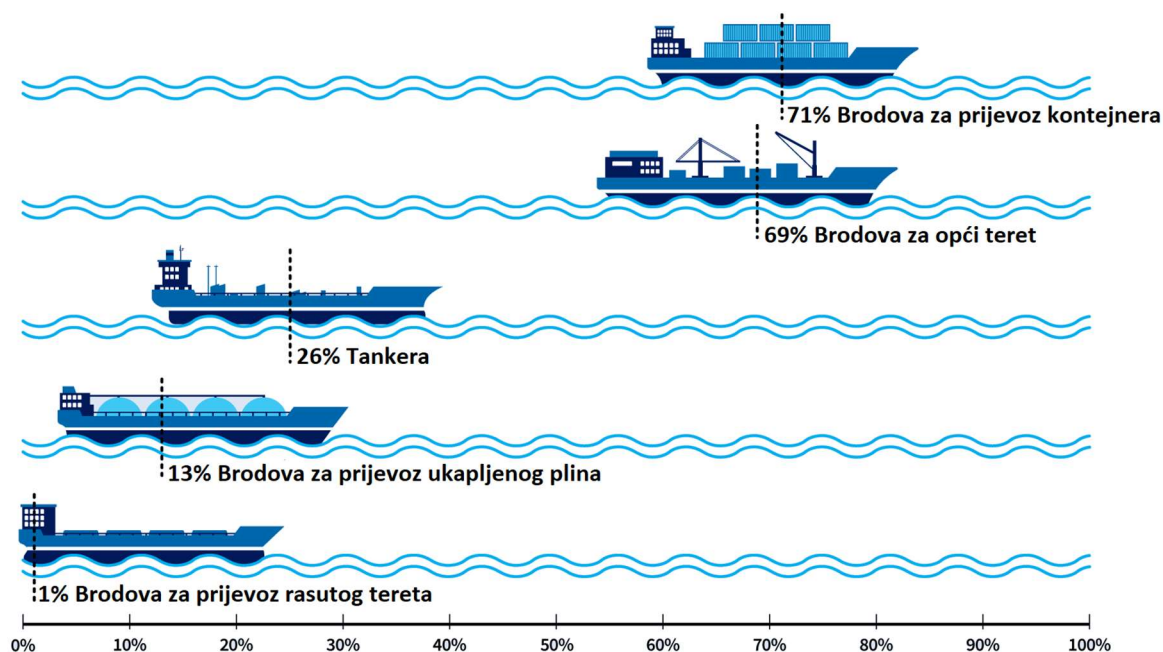 71% Brodova za prijevoz kontejnera
69% Brodova za opći teret
26% Tankera
13% Brodova za prijevoz ukapljenog plina
1% Brodova za prijevoz rasutog tereta
0% 10% 20% 30% 40% 50% 60% 70% 80% 90% 100%